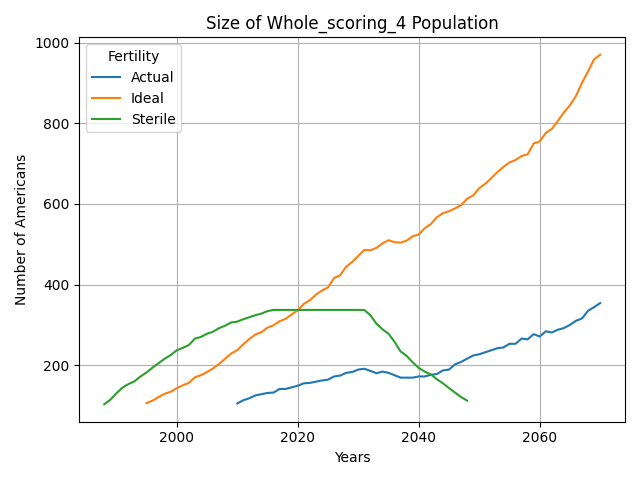 Size of Whole_scoring_4 Population
Number of Americans
1000
800
600
400
200
Fertility
Actual
Ideal
Sterile
2000
2020
2040
2060
Years